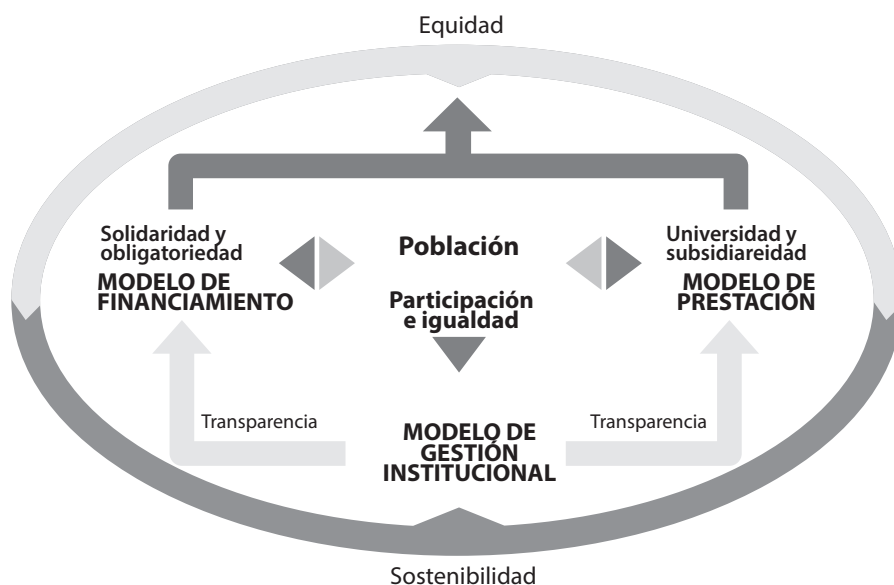 Equidad
Solidaridad y
obligatoriedad
MODELO DE
FINANCIAMIENTO
Población
Participación
e igualdad
Universidad y
subsidiareidad
MODELO DE
PRESTACIÓN
Transparencia
MODELO DE
GESTIÓN
INSTITUCIONAL
Transparencia
Sostenibilidad